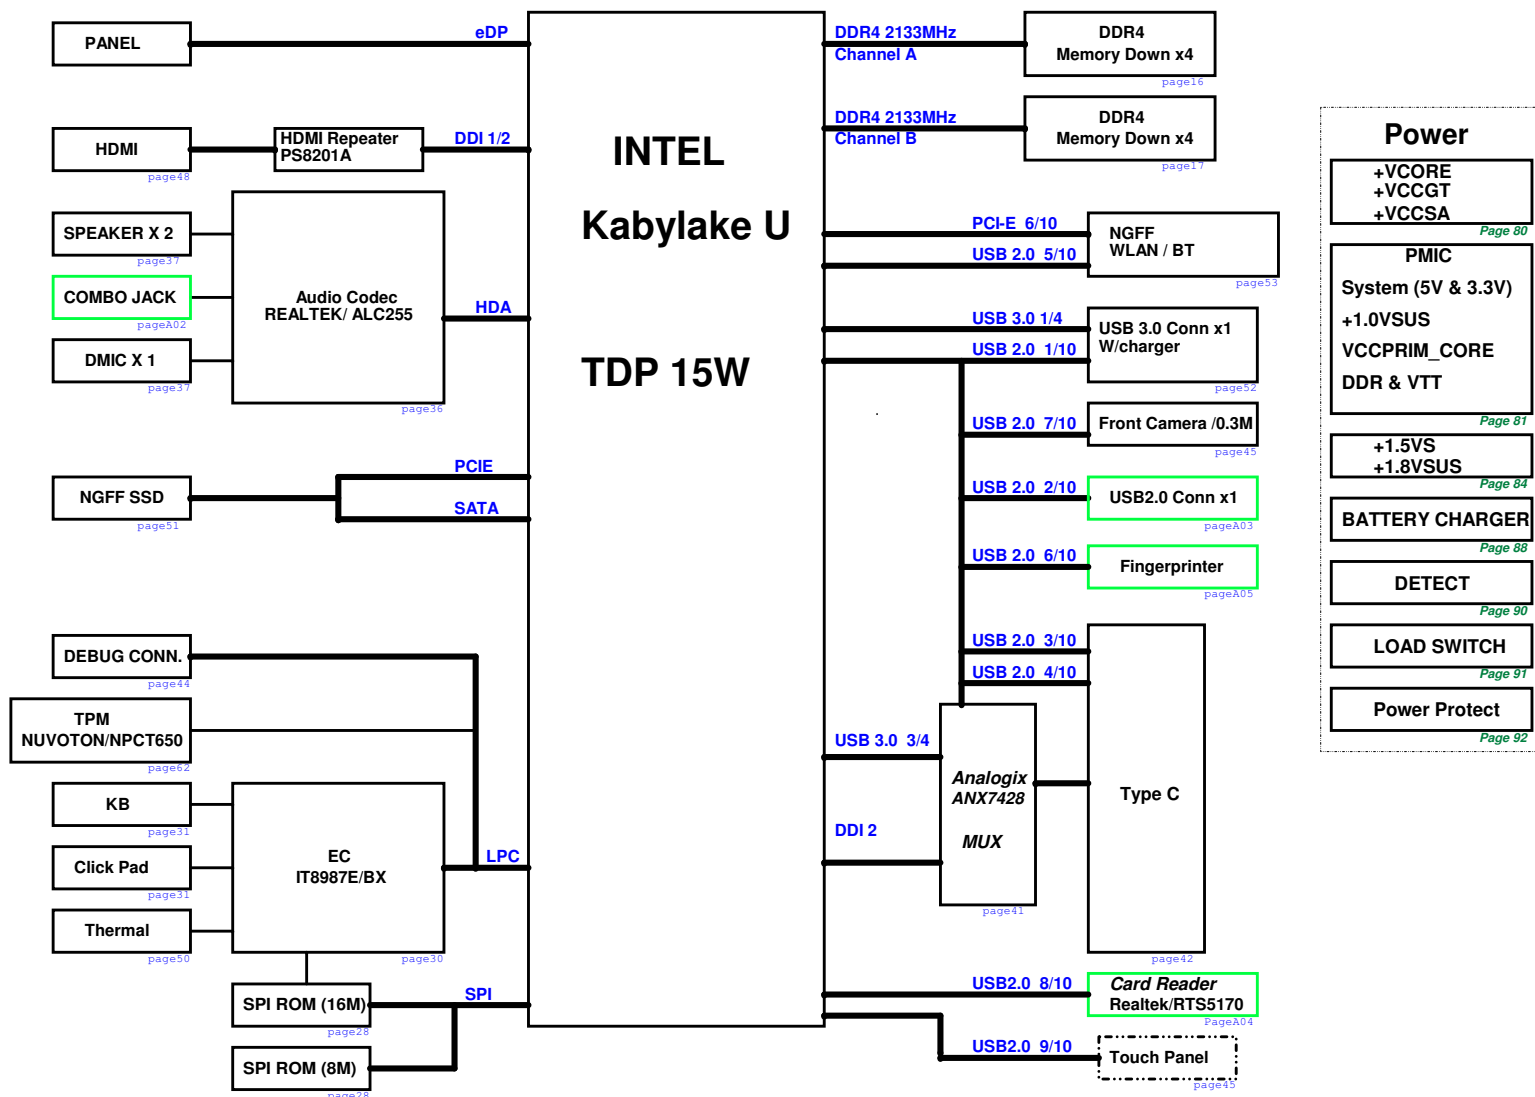 PANEL
eDP
HDMI
page48
HDMI Repeater
PS8201A
DDI 1/2
SPEAKER X 2
page37
COMBO JACK
pageA02
DMIC X 1
page37
Audio Codec
REALTEK/ ALC255
page36
HDA
NGFF SSD
page51
PCIE
SATA
DEBUG CONN.
page44
TPM
NUVOTON/NPCT650
page62
KB
page31
Click Pad
page31
Thermal
page50
EC
IT8987E/BX
page30
LPC
SPI ROM (16M)
page28
SPI
SPI ROM (8M)
page28
INTEL
Kabylake U
TDP 15W
DDR4 2133MHz
Channel A
DDR4
Memory Down x4
page16
DDR4 2133MHz
Channel B
DDR4
Memory Down x4
page17
PCI-E 6/10
USB 2.0 5/10
NGFF
WLAN / BT
page53
USB 3.0 1/4
USB 2.0 1/10
USB 3.0 Conn x1
W/charger
page52
USB 2.0 7/10
Front Camera /0.3M
page45
USB 2.0 2/10
USB2.0 Conn x1
pageA03
USB 2.0 6/10
Fingerprinter
pageA05
USB 2.0 3/10
USB 2.0 4/10
USB 3.0 3/4
DDI 2
Analogix
ANX7428
MUX
page41
Type C
page42
USB2.0 8/10
Card Reader
Realtek/RTS5170
PageA04
USB2.0 9/10
Touch Panel
page45
Power
+VCORE
+VCCGT
+VCCSA
Page 80
PMIC
System (5V & 3.3V)
+1.0VSUS
VCCPRIM_CORE
DDR & VTT
Page 81
+1.5VS
+1.8VSUS
Page 84
BATTERY CHARGER
Page 88
DETECT
Page 90
LOAD SWITCH
Page 91
Power Protect
Page 92